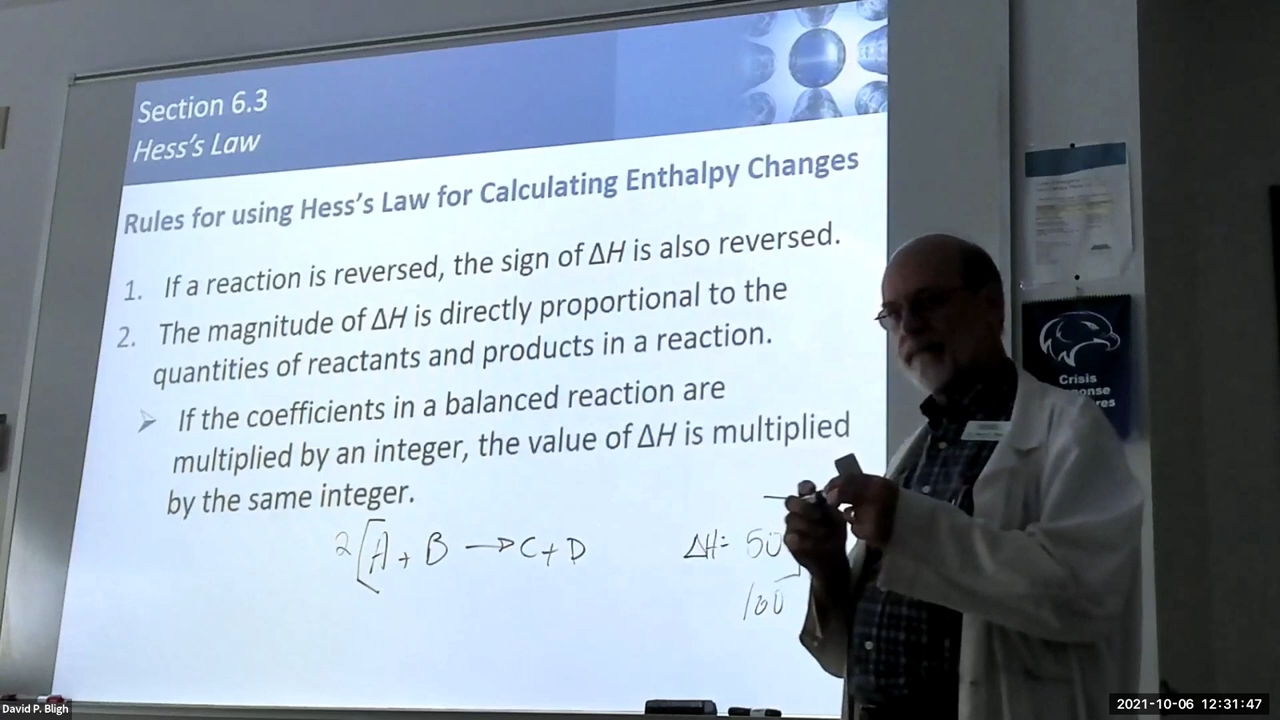 Section 6.3
Hess's Law
Rules for using Hess's Law for Calculating Enthalpy Changes
1. If a reaction is reversed, the sign of ΔH is also reversed.
2. The magnitude of ΔH is directly proportional to the
quantities of reactants and products in a reaction.
➢ If the coefficients in a balanced reaction are
multiplied by an integer, the value of ΔH is multiplied
by the same integer.
2[A + B → C + D ΔH = 50
100
Crisis
David P. Bligh
2021-10-06 12:31:47